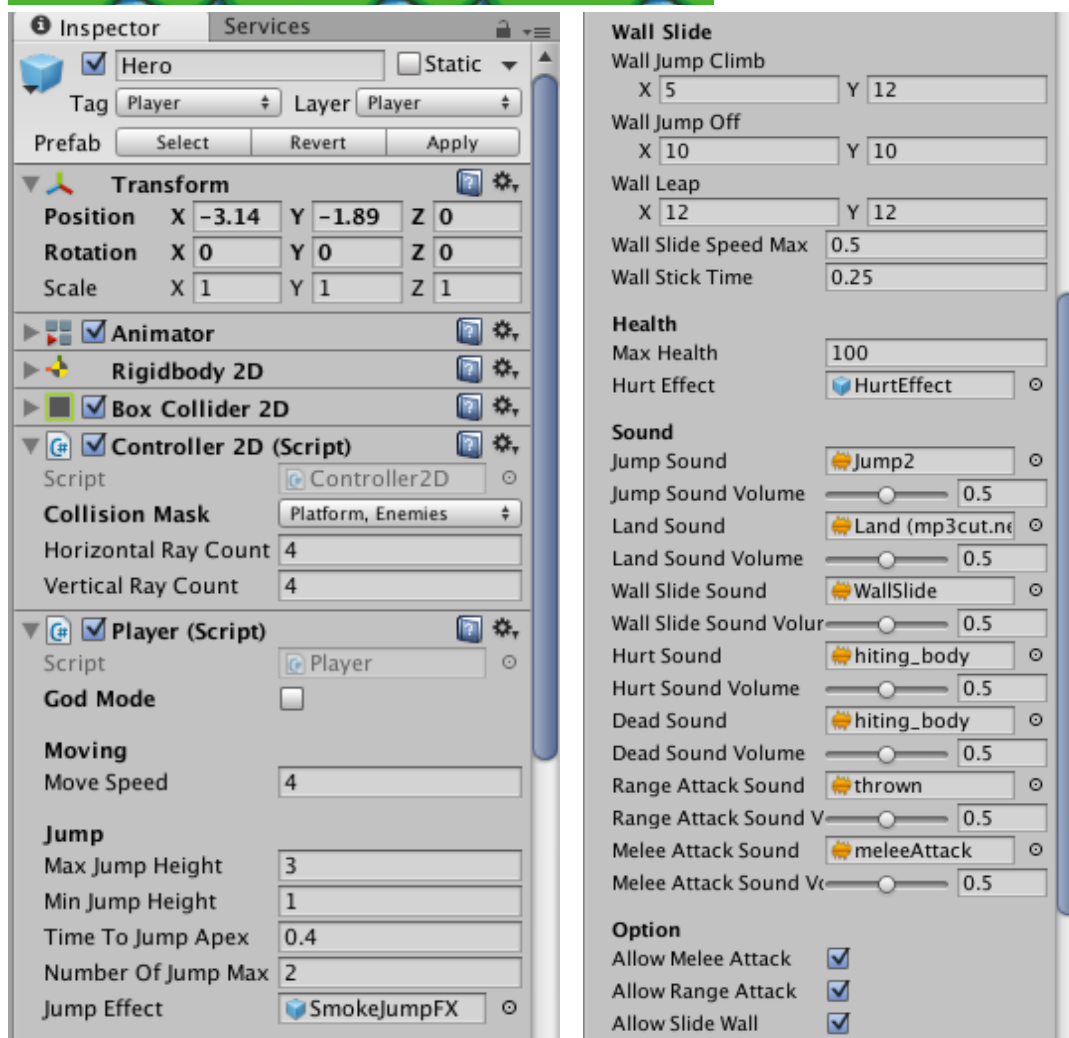 Inspector Services
Hero Static
Tag Player Layer Player
Prefab Select Revert Apply
Transform
Position X -3.14 Y -1.89 Z 0
Rotation X 0 Y 0 Z 0
Scale X 1 Y 1 Z 1
Animator
Rigidbody 2D
Box Collider 2D
Controller 2D (Script)
Script Controller2D
Collision Mask Platform, Enemies
Horizontal Ray Count 4
Vertical Ray Count 4
Player (Script)
Script Player
God Mode
Moving
Move Speed 4
Jump
Max Jump Height 3
Min Jump Height 1
Time To Jump Apex 0.4
Number Of Jump Max 2
Jump Effect SmokeJumpFX
Wall Slide
Wall Jump Climb
X 5 Y 12
Wall Jump Off
X 10 Y 10
Wall Leap
X 12 Y 12
Wall Slide Speed Max 0.5
Wall Stick Time 0.25
Health
Max Health 100
Hurt Effect HurtEffect
Sound
Jump Sound Jump2
Jump Sound Volume 0.5
Land Sound Land (mp3cut.ne
Land Sound Volume 0.5
Wall Slide Sound WallSlide
Wall Slide Sound Volur 0.5
Hurt Sound hiting_body
Hurt Sound Volume 0.5
Dead Sound hiting_body
Dead Sound Volume 0.5
Range Attack Sound thrown
Range Attack Sound V 0.5
Melee Attack Sound meleeAttack
Melee Attack Sound Vo 0.5
Option
Allow Melee Attack
Allow Range Attack
Allow Slide Wall